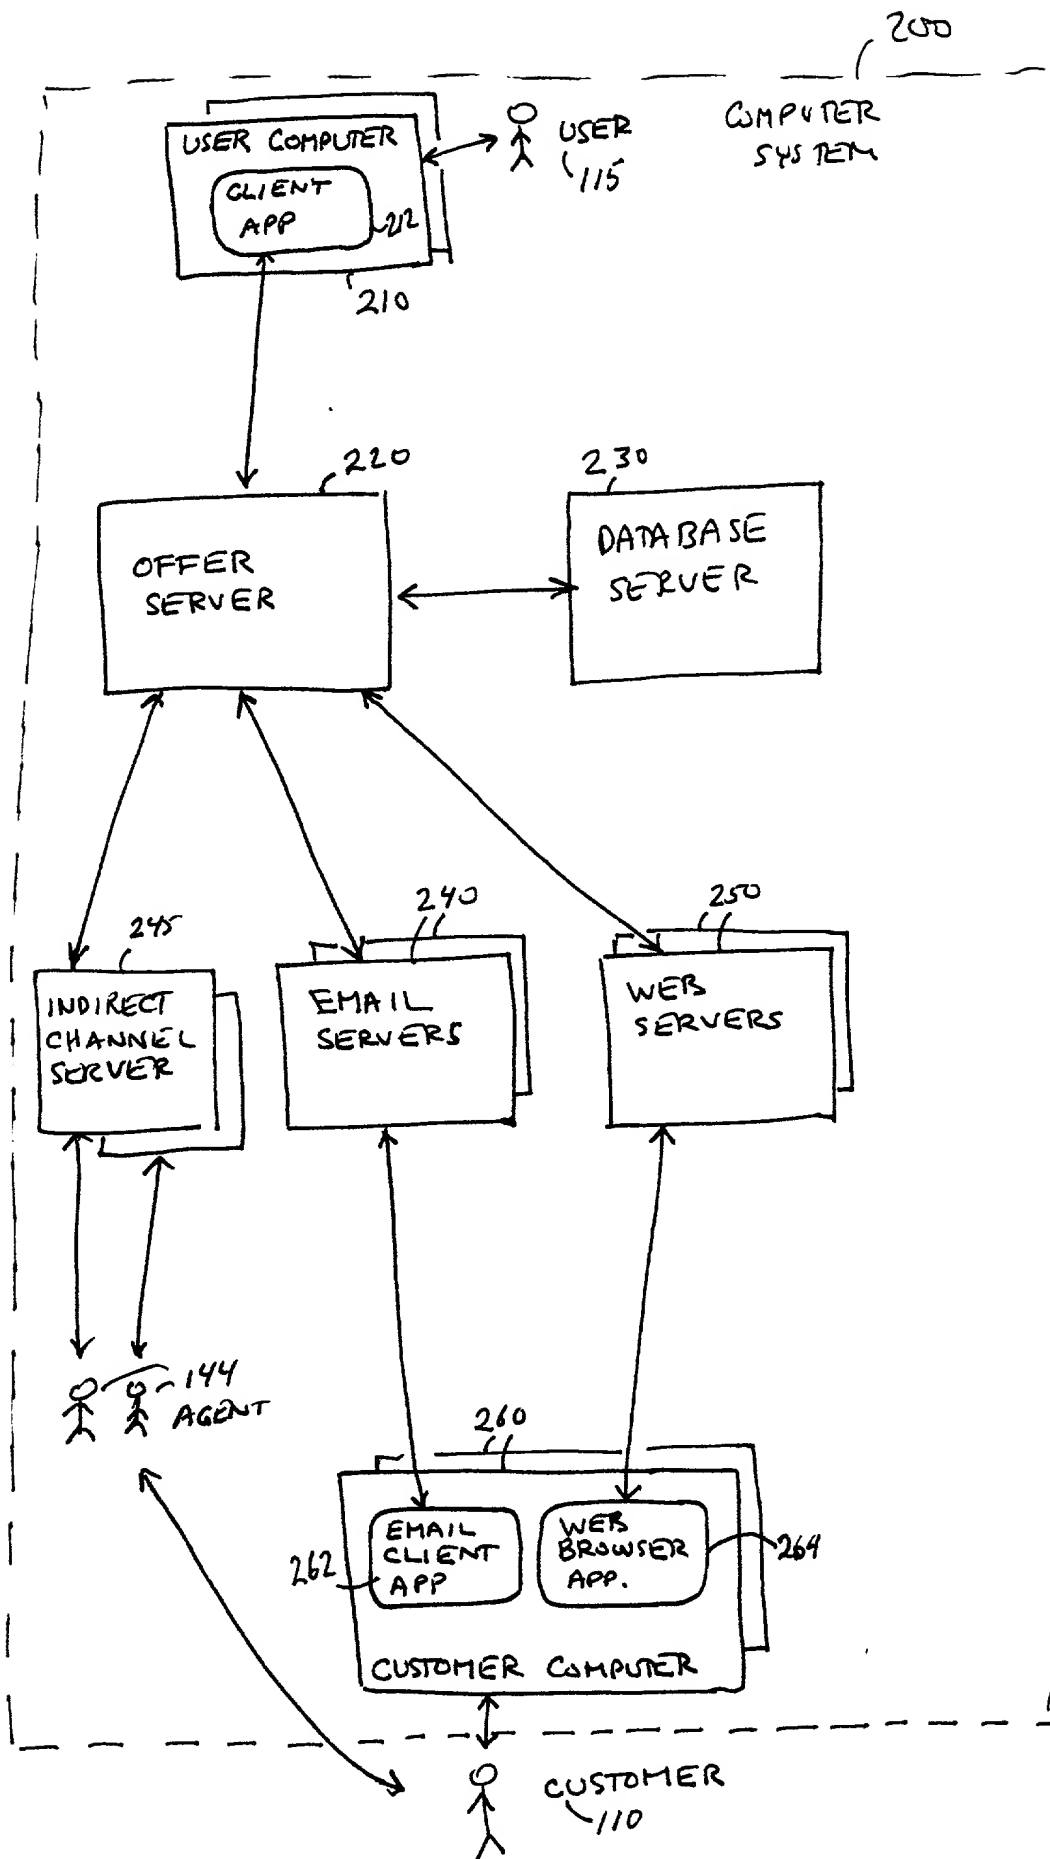 200
COMPUTER
SYSTEM
USER COMPUTER
CLIENT
APP
212
210
USER
115
220
OFFER
SERVER
230
DATABASE
SERVER
245
INDIRECT
CHANNEL
SERVER
240
EMAIL
SERVERS
250
WEB
SERVERS
144
AGENT
260
EMAIL
CLIENT
APP
262
WEB
BROWSER
APP.
264
CUSTOMER COMPUTER
CUSTOMER
110